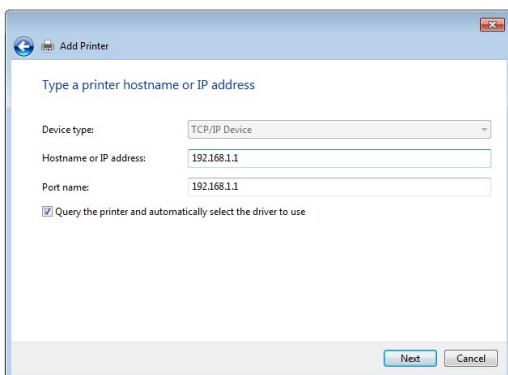 Add Printer
Type a printer hostname or IP address
Device type: TCP/IP Device
Hostname or IP address: 192.168.1.1
Port name: 192.168.1.1
Query the printer and automatically select the driver to use
Next Cancel